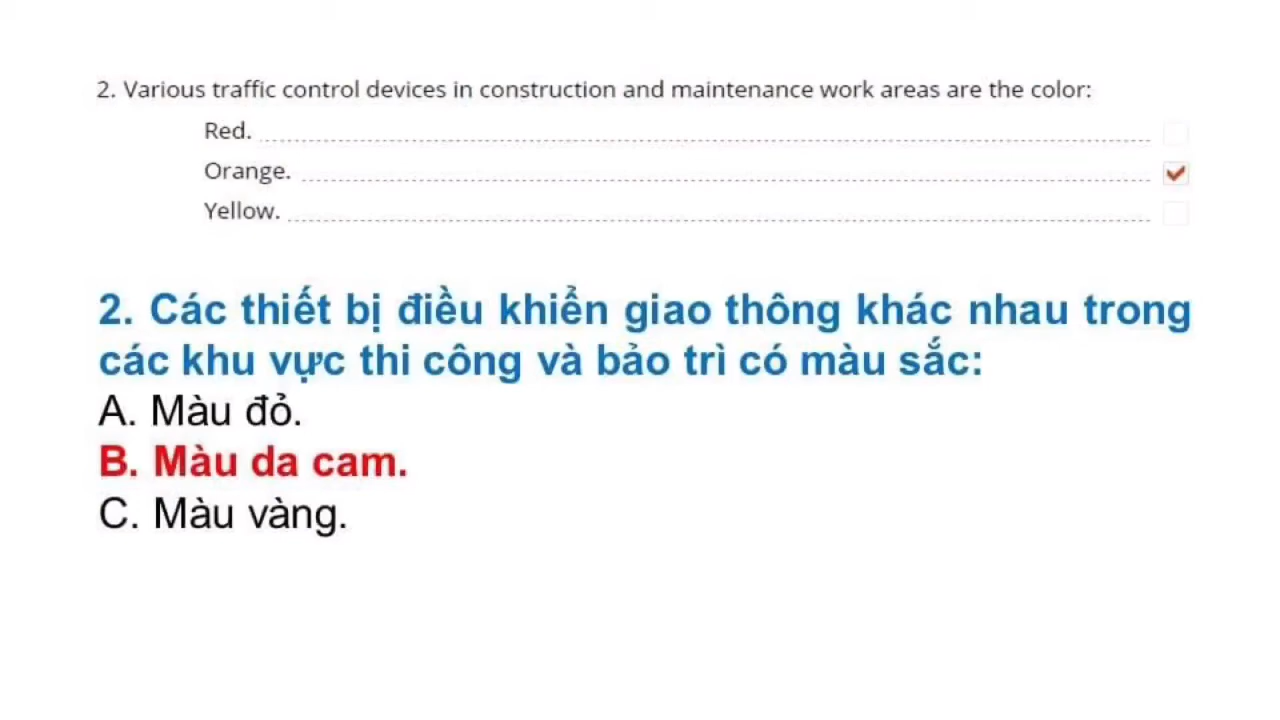 2. Various traffic control devices in construction and maintenance work areas are the color:
Red.
Orange.
Yellow.
2. Các thiết bị điều khiển giao thông khác nhau trong
các khu vực thi công và bảo trì có màu sắc:
A. Màu đỏ.
B. Màu da cam.
C. Màu vàng.